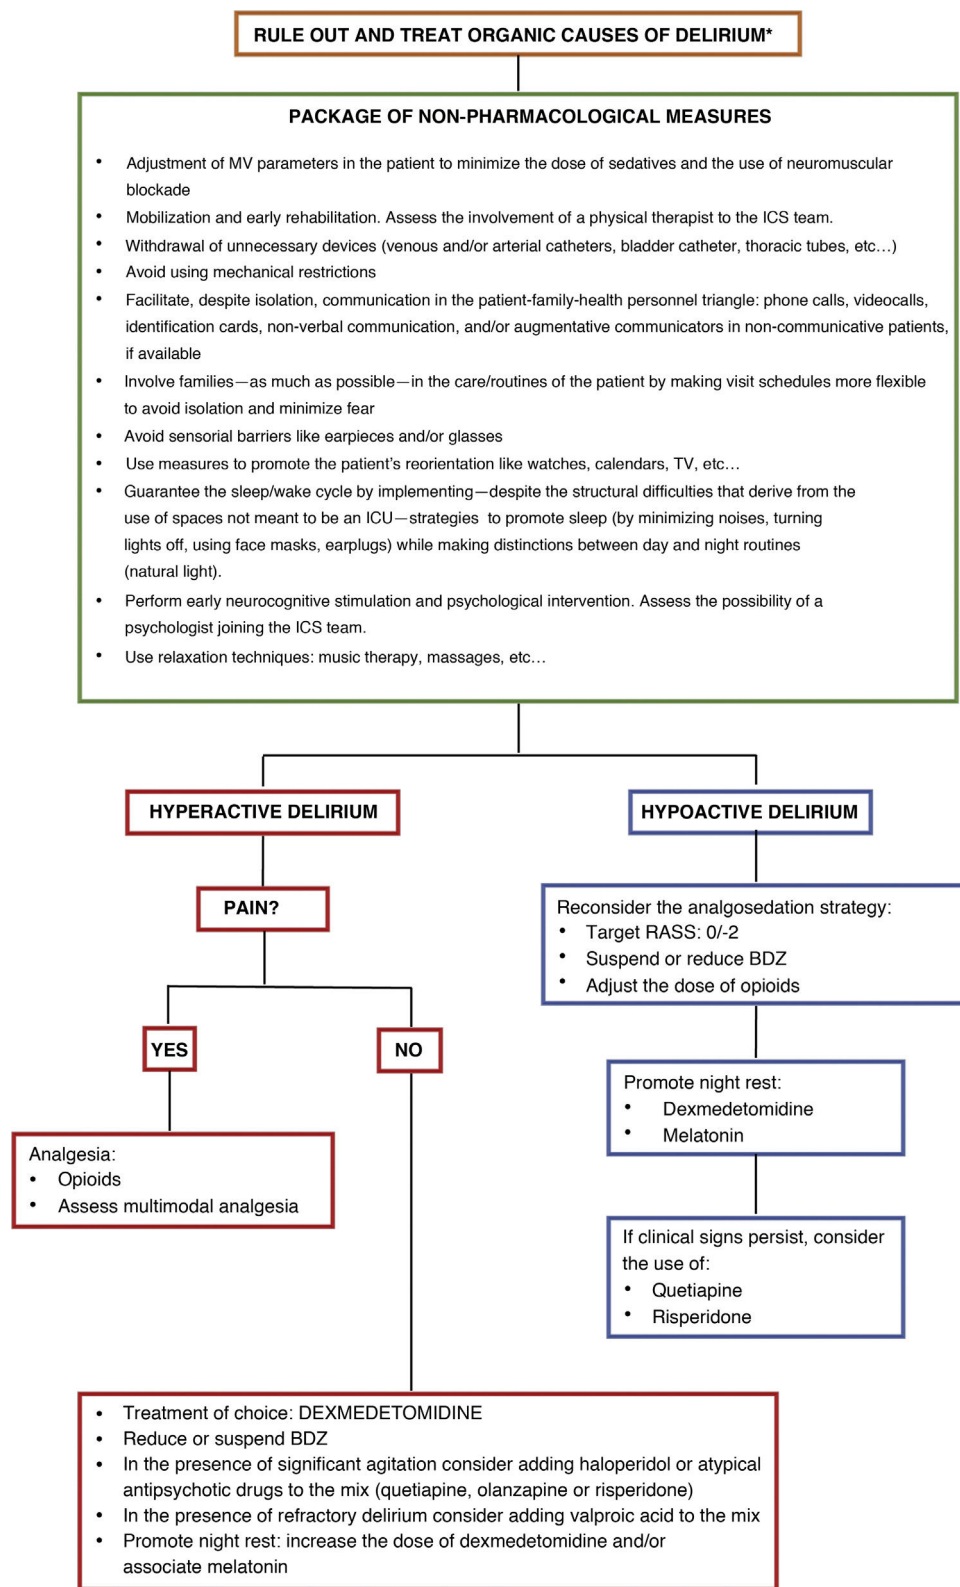 RULE OUT AND TREAT ORGANIC CAUSES OF DELIRIUM*
PACKAGE OF NON-PHARMACOLOGICAL MEASURES
• Adjustment of MV parameters in the patient to minimize the dose of sedatives and the use of neuromuscular
blockade
• Mobilization and early rehabilitation. Assess the involvement of a physical therapist to the ICS team.
• Withdrawal of unnecessary devices (venous and/or arterial catheters, bladder catheter, thoracic tubes, etc…)
• Avoid using mechanical restrictions
• Facilitate, despite isolation, communication in the patient-family-health personnel triangle: phone calls, videocalls,
identification cards, non-verbal communication, and/or augmentative communicators in non-communicative patients,
if available
• Involve families—as much as possible—in the care/routines of the patient by making visit schedules more flexible
to avoid isolation and minimize fear
• Avoid sensorial barriers like earpieces and/or glasses
• Use measures to promote the patient’s reorientation like watches, calendars, TV, etc…
• Guarantee the sleep/wake cycle by implementing—despite the structural difficulties that derive from the
use of spaces not meant to be an ICU—strategies to promote sleep (by minimizing noises, turning
lights off, using face masks, earplugs) while making distinctions between day and night routines
(natural light).
• Perform early neurocognitive stimulation and psychological intervention. Assess the possibility of a
psychologist joining the ICS team.
• Use relaxation techniques: music therapy, massages, etc…
HYPERACTIVE DELIRIUM
PAIN?
YES
NO
Analgesia:
• Opioids
• Assess multimodal analgesia
• Treatment of choice: DEXMEDETOMIDINE
• Reduce or suspend BDZ
• In the presence of significant agitation consider adding haloperidol or atypical
antipsychotic drugs to the mix (quetiapine, olanzapine or risperidone)
• In the presence of refractory delirium consider adding valproic acid to the mix
• Promote night rest: increase the dose of dexmedetomidine and/or
associate melatonin
HYPOACTIVE DELIRIUM
Reconsider the analgosedation strategy:
• Target RASS: 0/-2
• Suspend or reduce BDZ
• Adjust the dose of opioids
Promote night rest:
• Dexmedetomidine
• Melatonin
If clinical signs persist, consider
the use of:
• Quetiapine
• Risperidone